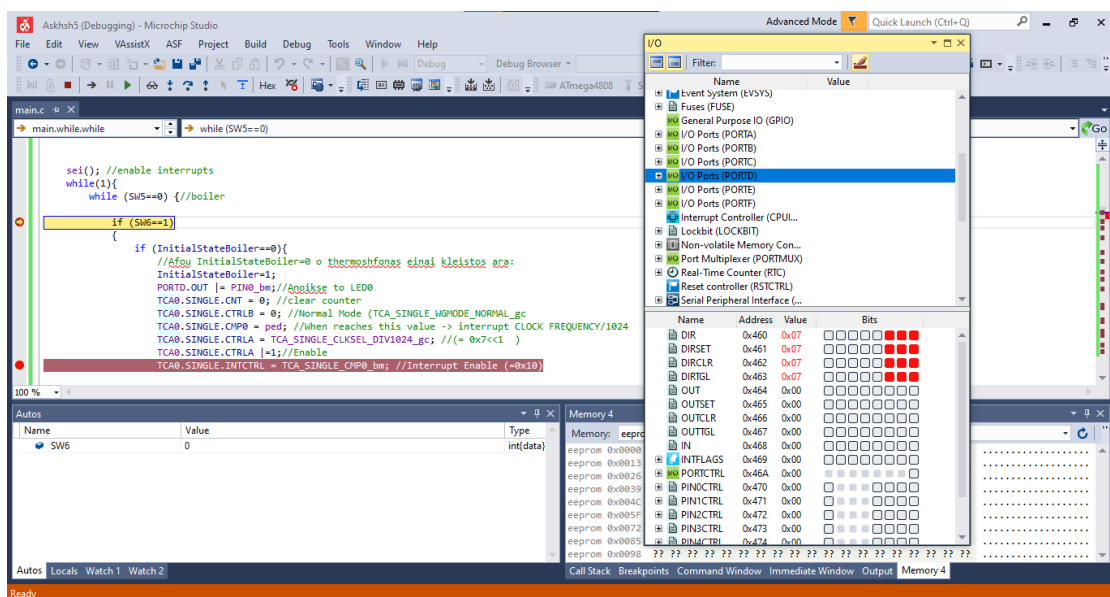 Askhsh5 (Debugging) - Microchip Studio
Advanced Mode
Quick Launch (Ctrl+Q)
File Edit View VAssistX ASF Project Build Debug Tools Window Help
Debug
Debug Browser
Hex
ATmega4808
main.c
main.while.while
while (SW5==0)
Go
sei(); //enable interrupts
while(1){
while (SW5==0) {//boiler
if (SW6==1)
{
if (InitialStateBoiler==0){
//Afou InitialStateBoiler=0 o thermoshfonas einai kleistos ara:
InitialStateBoiler=1;
PORTD.OUT |= PIN0_bm;//Anoikse to LED0
TCA0.SINGLE.CNT = 0; //clear counter
TCA0.SINGLE.CTRLB = 0; //Normal Mode (TCA_SINGLE_WGMODE_NORMAL_gc
TCA0.SINGLE.CMP0 = ped; //When reaches this value -> interrupt CLOCK FREQUENCY/1024
TCA0.SINGLE.CTRLA = TCA_SINGLE_CLKSEL_DIV1024_gc; //(= 0x7<<1 )
TCA0.SINGLE.CTRLA |=1;//Enable
TCA0.SINGLE.INTCTRL = TCA_SINGLE_CMP0_bm; //Interrupt Enable (=0x10)
100 %
I/O
Filter:
Name Value
Event System (EVSYS)
Fuses (FUSE)
General Purpose IO (GPIO)
I/O Ports (PORTA)
I/O Ports (PORTB)
I/O Ports (PORTC)
I/O Ports (PORTD)
I/O Ports (PORTE)
I/O Ports (PORTF)
Interrupt Controller (CPU...
Lockbit (LOCKBIT)
Non-volatile Memory Con...
Port Multiplexer (PORTMUX)
Real-Time Counter (RTC)
Reset controller (RSTCTRL)
Serial Peripheral Interface (...
Name Address Value Bits
DIR 0x460 0x07
DIRSET 0x461 0x07
DIRCLR 0x462 0x07
DIRTGL 0x463 0x07
OUT 0x464 0x00
OUTSET 0x465 0x00
OUTCLR 0x466 0x00
OUTTGL 0x467 0x00
IN 0x468 0x00
INTFLAGS 0x469 0x00
PORTCTRL 0x46A 0x00
PIN0CTRL 0x470 0x00
PIN1CTRL 0x471 0x00
PIN2CTRL 0x472 0x00
PIN3CTRL 0x473 0x00
PIN4CTRL 0x474 0x00
Autos
Name Value Type
SW6 0 int{data}
Autos Locals Watch 1 Watch 2
Memory 4
Memory: eepro
eeprom 0x0000 ...................
eeprom 0x0013 ...................
eeprom 0x0026 ...................
eeprom 0x0039 ...................
eeprom 0x004C ...................
eeprom 0x005F ...................
eeprom 0x0072 ...................
eeprom 0x0085 ...................
eeprom 0x0098 ?? ?? ?? ?? ?? ?? ?? ?? ?? ?? ?? ?? ?? ?? ?? ?? ?? ?? ?? ...................
Call Stack Breakpoints Command Window Immediate Window Output Memory 4
Ready